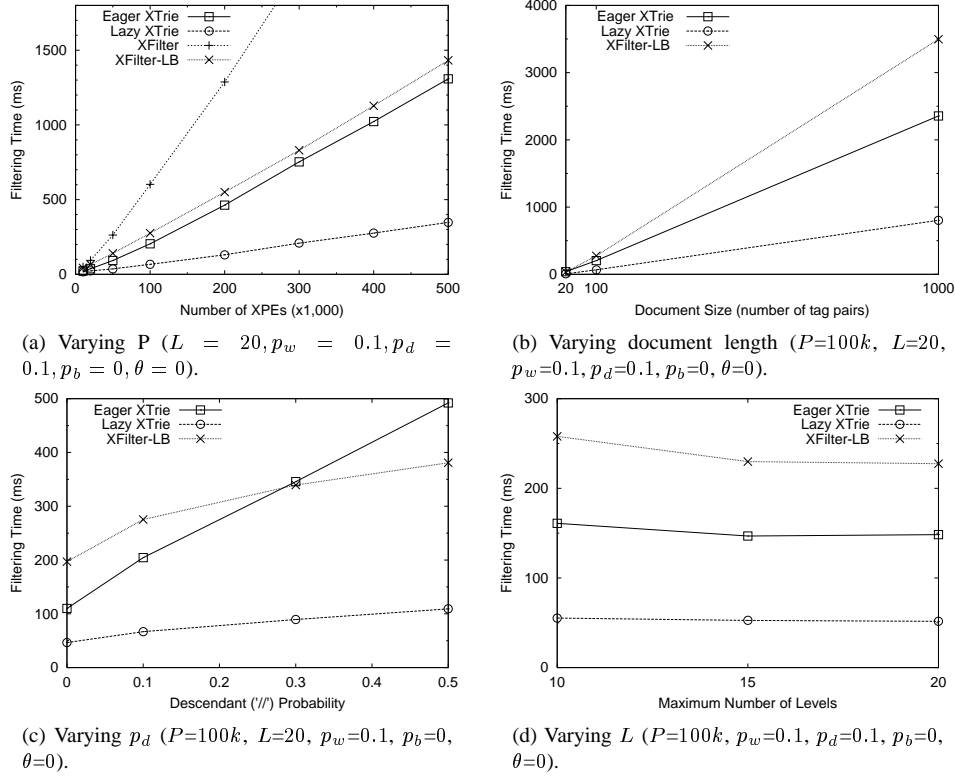 Eager XTrie
Lazy XTrie
XFilter
XFilter-LB
1500
1000
500
0
Filtering Time (ms)
0 100 200 300 400 500
Number of XPEs (x1,000)
(a) Varying P (L = 20, p_w = 0.1, p_d =
0.1, p_b = 0, θ = 0).
Eager XTrie
Lazy XTrie
XFilter-LB
4000
3000
2000
1000
0
Filtering Time (ms)
20 100 1000
Document Size (number of tag pairs)
(b) Varying document length (P=100k, L=20,
p_w=0.1, p_d=0.1, p_b=0, θ=0).
Eager XTrie
Lazy XTrie
XFilter-LB
500
400
300
200
100
0
Filtering Time (ms)
0 0.1 0.2 0.3 0.4 0.5
Descendant ('//') Probability
(c) Varying p_d (P=100k, L=20, p_w=0.1, p_b=0,
θ=0).
Eager XTrie
Lazy XTrie
XFilter-LB
300
200
100
0
Filtering Time (ms)
10 15 20
Maximum Number of Levels
(d) Varying L (P=100k, p_w=0.1, p_d=0.1, p_b=0,
θ=0).